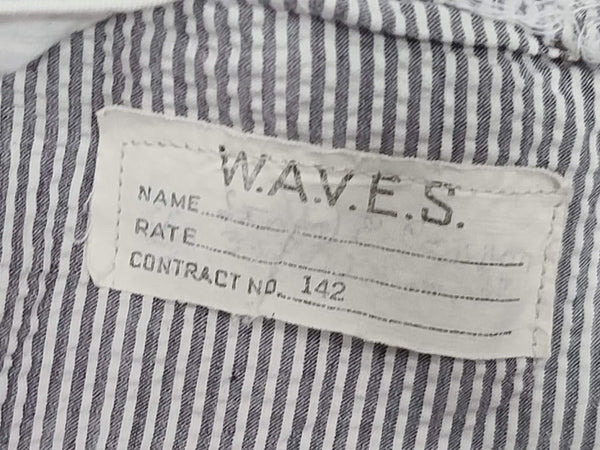 W.A.V.E.S.
NAME
RATE
CONTRACT NO. 142